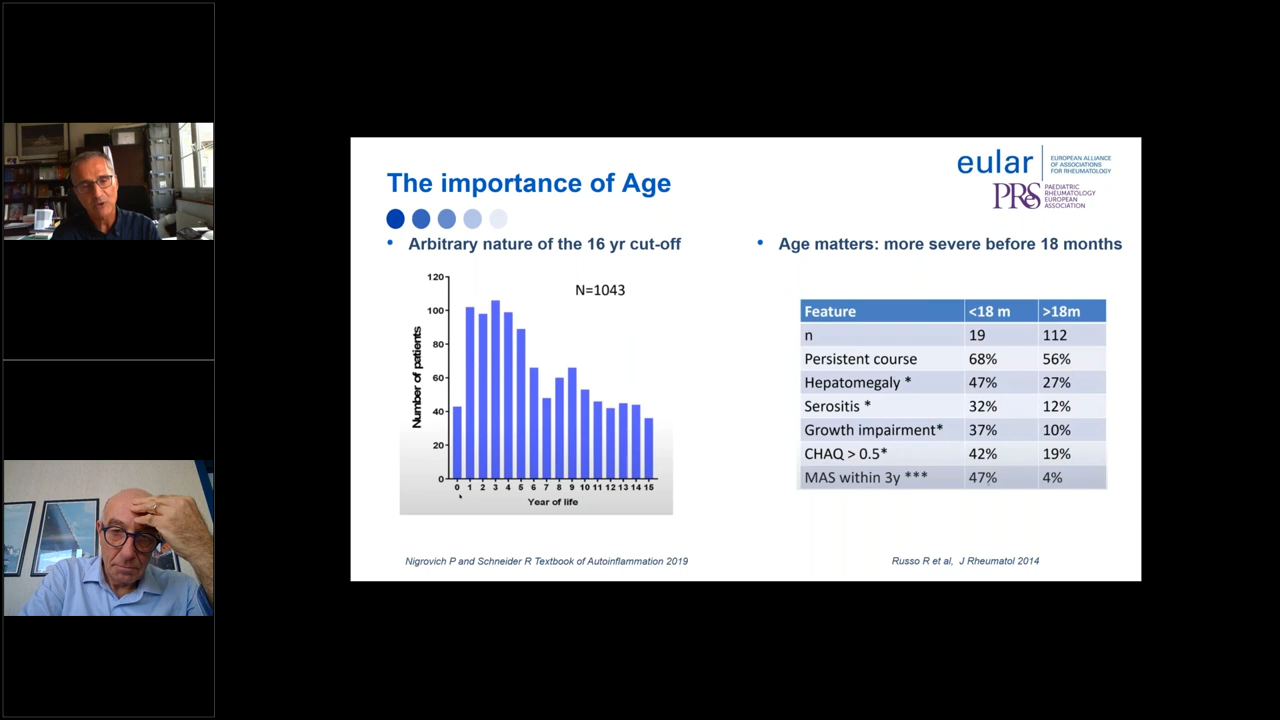 The importance of Age
eular
EUROPEAN ALLIANCE
OF ASSOCIATIONS
FOR RHEUMATOLOGY
PReS
PAEDIATRIC
RHEUMATOLOGY
EUROPEAN
ASSOCIATION
• Arbitrary nature of the 16 yr cut-off
N=1043
Number of patients
120
100
80
60
40
20
0
0 1 2 3 4 5 6 7 8 9 10 11 12 13 14 15
Year of life
Nigrovich P and Schneider R Textbook of Autoinflammation 2019
• Age matters: more severe before 18 months
Feature <18 m >18m
n 19 112
Persistent course 68% 56%
Hepatomegaly * 47% 27%
Serositis * 32% 12%
Growth impairment* 37% 10%
CHAQ > 0.5* 42% 19%
MAS within 3y *** 47% 4%
Russo R et al, J Rheumatol 2014